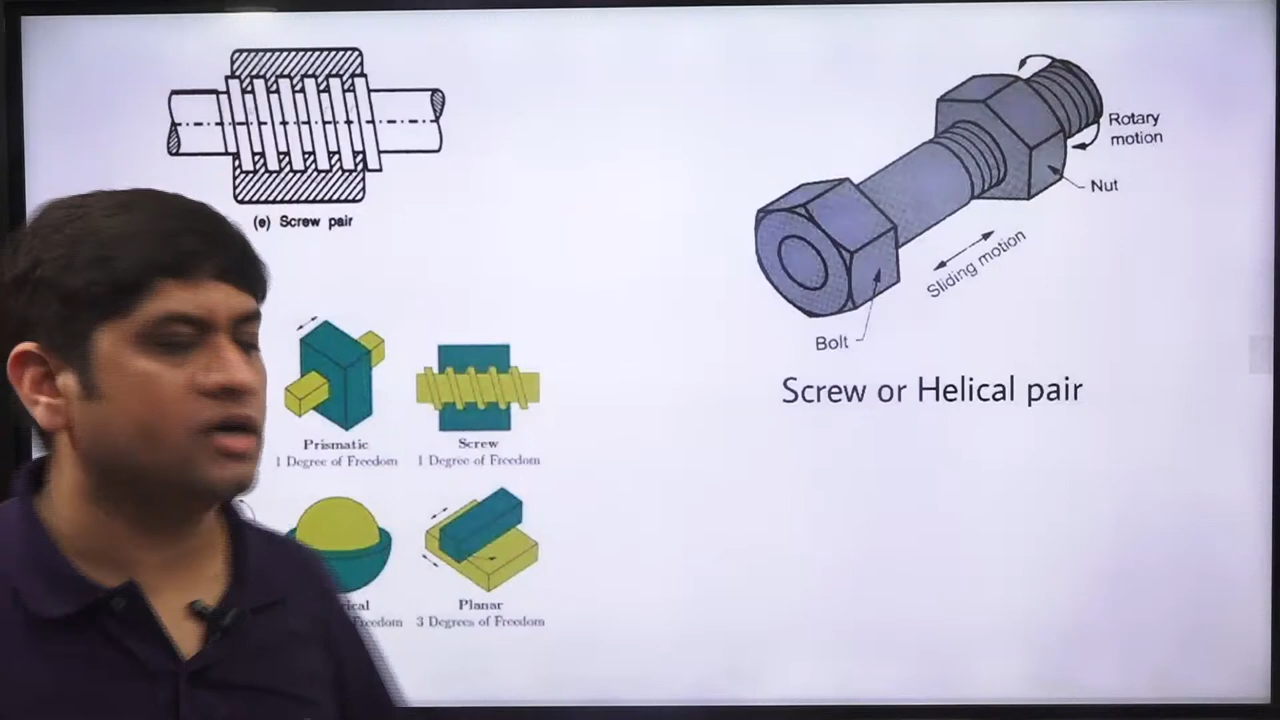 (e) Screw pair
Rotary
motion
Nut
Sliding motion
Bolt
Screw or Helical pair
Prismatic
1 Degree of Freedom
Screw
1 Degree of Freedom
Planar
3 Degrees of Freedom